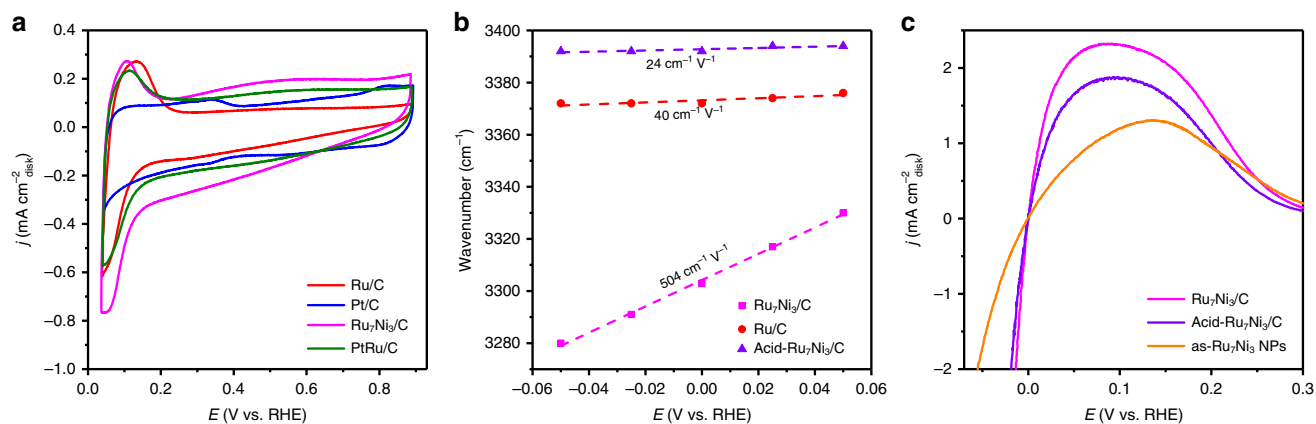 a
0.4
0.2
0.0
−0.2
−0.4
−0.6
−0.8
−1.0
j (mA cm⁻²disk)
0.0 0.2 0.4 0.6 0.8
E (V vs. RHE)
Ru/C
Pt/C
Ru₇Ni₃/C
PtRu/C
b
3400
3380
3360
3340
3320
3300
3280
Wavenumber (cm⁻¹)
24 cm⁻¹ V⁻¹
40 cm⁻¹ V⁻¹
504 cm⁻¹ V⁻¹
Ru₇Ni₃/C
Ru/C
Acid-Ru₇Ni₃/C
−0.06 −0.04 −0.02 0.00 0.02 0.04 0.06
E (V vs. RHE)
c
2
1
0
−1
−2
j (mA cm⁻²disk)
Ru₇Ni₃/C
Acid-Ru₇Ni₃/C
as-Ru₇Ni₃ NPs
0.0 0.1 0.2 0.3
E (V vs. RHE)